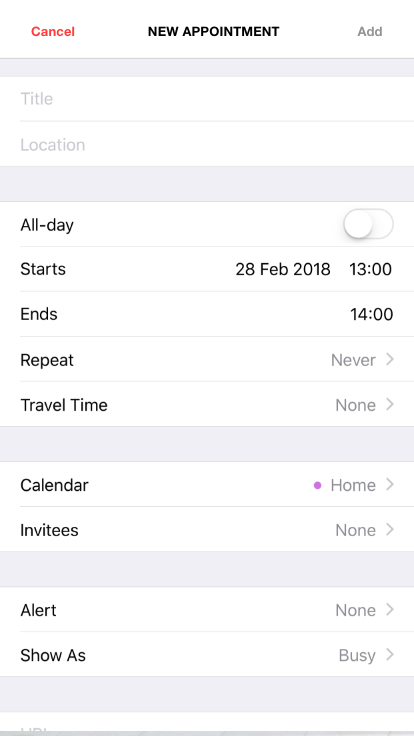 Cancel NEW APPOINTMENT Add
Title
Location
All-day
Starts 28 Feb 2018 13:00
Ends 14:00
Repeat Never
Travel Time None
Calendar Home
Invitees None
Alert None
Show As Busy